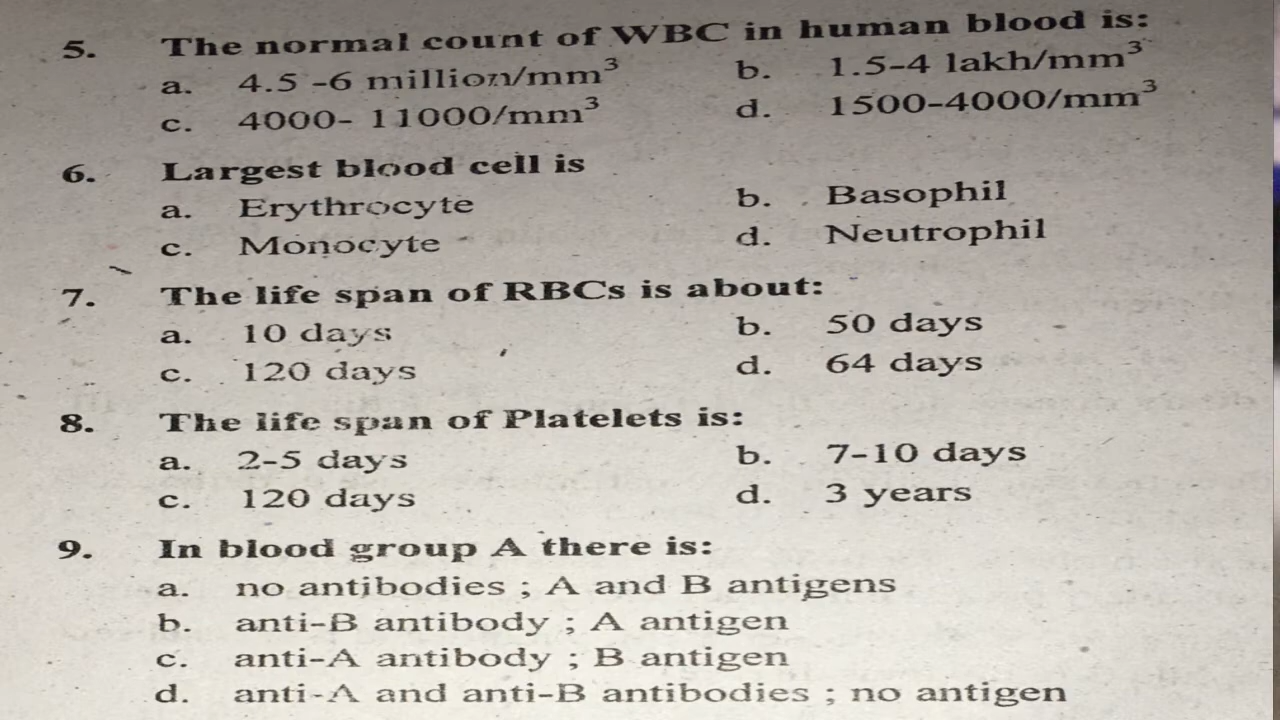 5. The normal count of WBC in human blood is:
a. 4.5 -6 million/mm³ b. 1.5-4 lakh/mm³
c. 4000- 11000/mm³ d. 1500-4000/mm³
6. Largest blood cell is
a. Erythrocyte b. Basophil
c. Monocyte d. Neutrophil
7. The life span of RBCs is about:
a. 10 days b. 50 days
c. 120 days d. 64 days
8. The life span of Platelets is:
a. 2-5 days b. 7-10 days
c. 120 days d. 3 years
9. In blood group A there is:
a. no antibodies ; A and B antigens
b. anti-B antibody ; A antigen
c. anti-A antibody ; B antigen
d. anti-A and anti-B antibodies ; no antigen